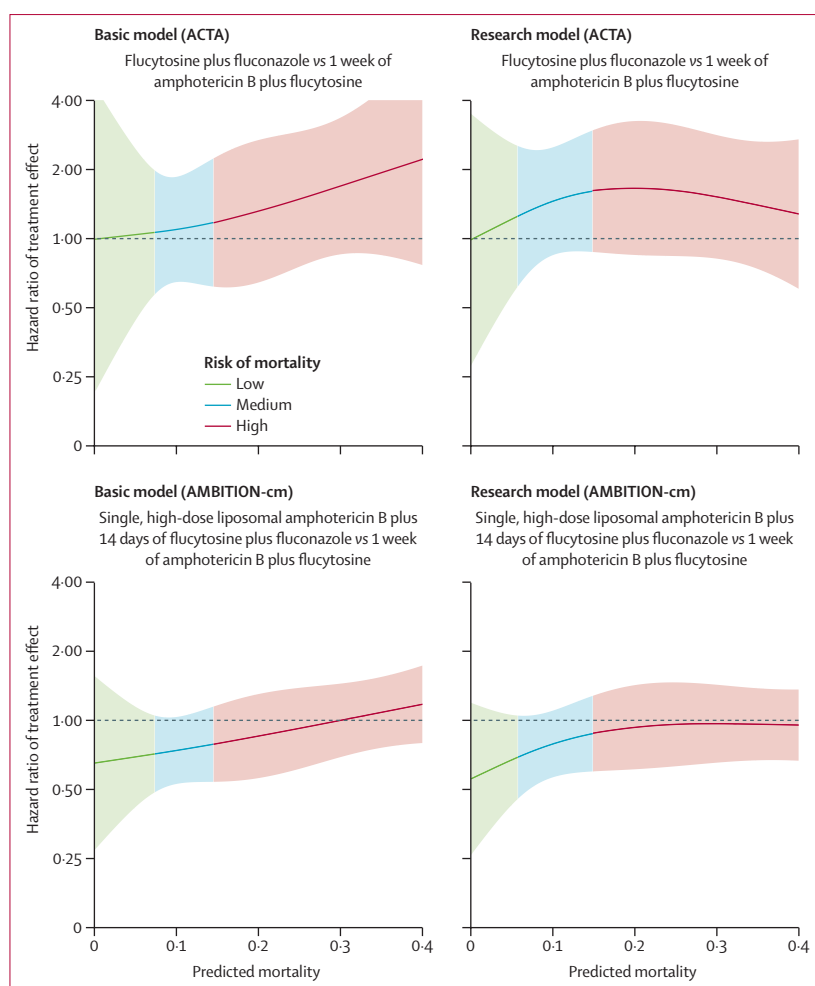 Basic model (ACTA)
Flucytosine plus fluconazole vs 1 week of
amphotericin B plus flucytosine
Research model (ACTA)
Flucytosine plus fluconazole vs 1 week of
amphotericin B plus flucytosine
Hazard ratio of treatment effect
4·00
2·00
1·00
0·50
0·25
0
Risk of mortality
Low
Medium
High
Basic model (AMBITION-cm)
Single, high-dose liposomal amphotericin B plus
14 days of flucytosine plus fluconazole vs 1 week
of amphotericin B plus flucytosine
Research model (AMBITION-cm)
Single, high-dose liposomal amphotericin B plus
14 days of flucytosine plus fluconazole vs 1 week
of amphotericin B plus flucytosine
Hazard ratio of treatment effect
4·00
2·00
1·00
0·50
0·25
0
0 0·1 0·2 0·3 0·4
Predicted mortality
0 0·1 0·2 0·3 0·4
Predicted mortality